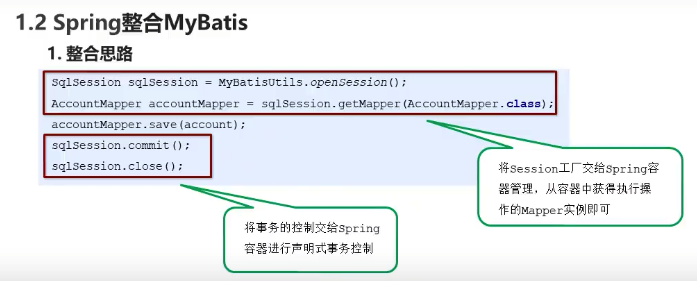 1.2 Spring整合MyBatis
1. 整合思路
SqlSession sqlSession = MyBatisUtils.openSession();
AccountMapper accountMapper = sqlSession.getMapper(AccountMapper.class);
accountMapper.save(account);
sqlSession.commit();
sqlSession.close();
将Session工厂交给Spring容
器管理，从容器中获得执行操
作的Mapper实例即可
将事务的控制交给Spring
容器进行声明式事务控制